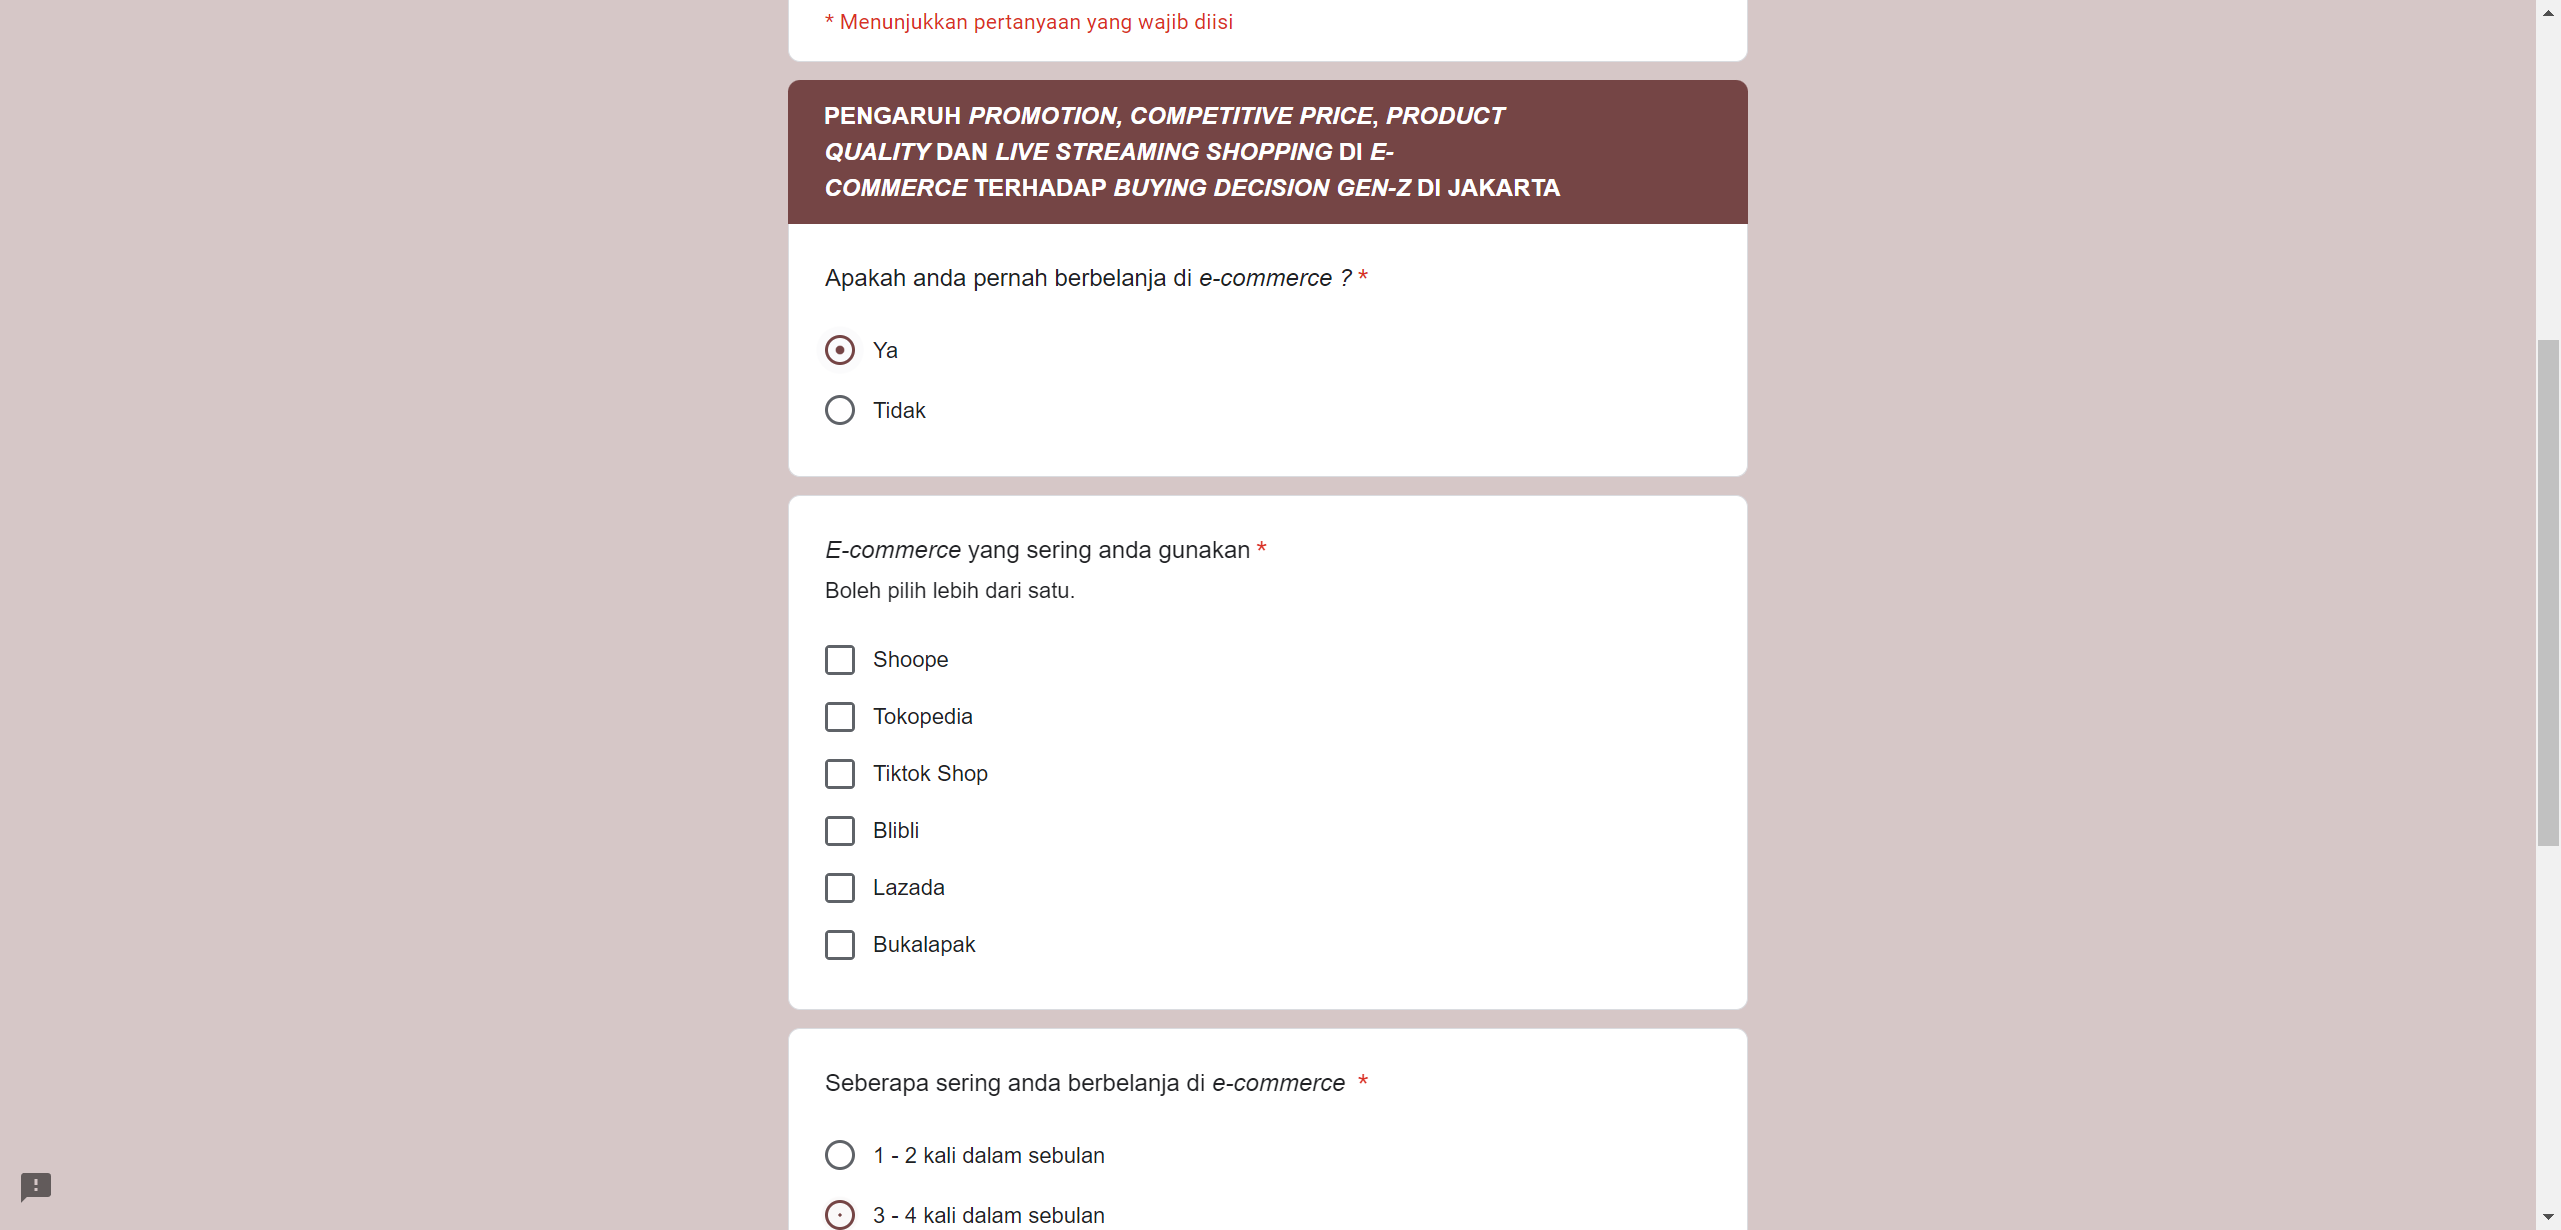 * Menunjukkan pertanyaan yang wajib diisi
PENGARUH PROMOTION, COMPETITIVE PRICE, PRODUCT
QUALITY DAN LIVE STREAMING SHOPPING DI E-
COMMERCE TERHADAP BUYING DECISION GEN-Z DI JAKARTA
Apakah anda pernah berbelanja di e-commerce ? *
Ya
Tidak
E-commerce yang sering anda gunakan *
Boleh pilih lebih dari satu.
Shoope
Tokopedia
Tiktok Shop
Blibli
Lazada
Bukalapak
Seberapa sering anda berbelanja di e-commerce *
1 - 2 kali dalam sebulan
3 - 4 kali dalam sebulan